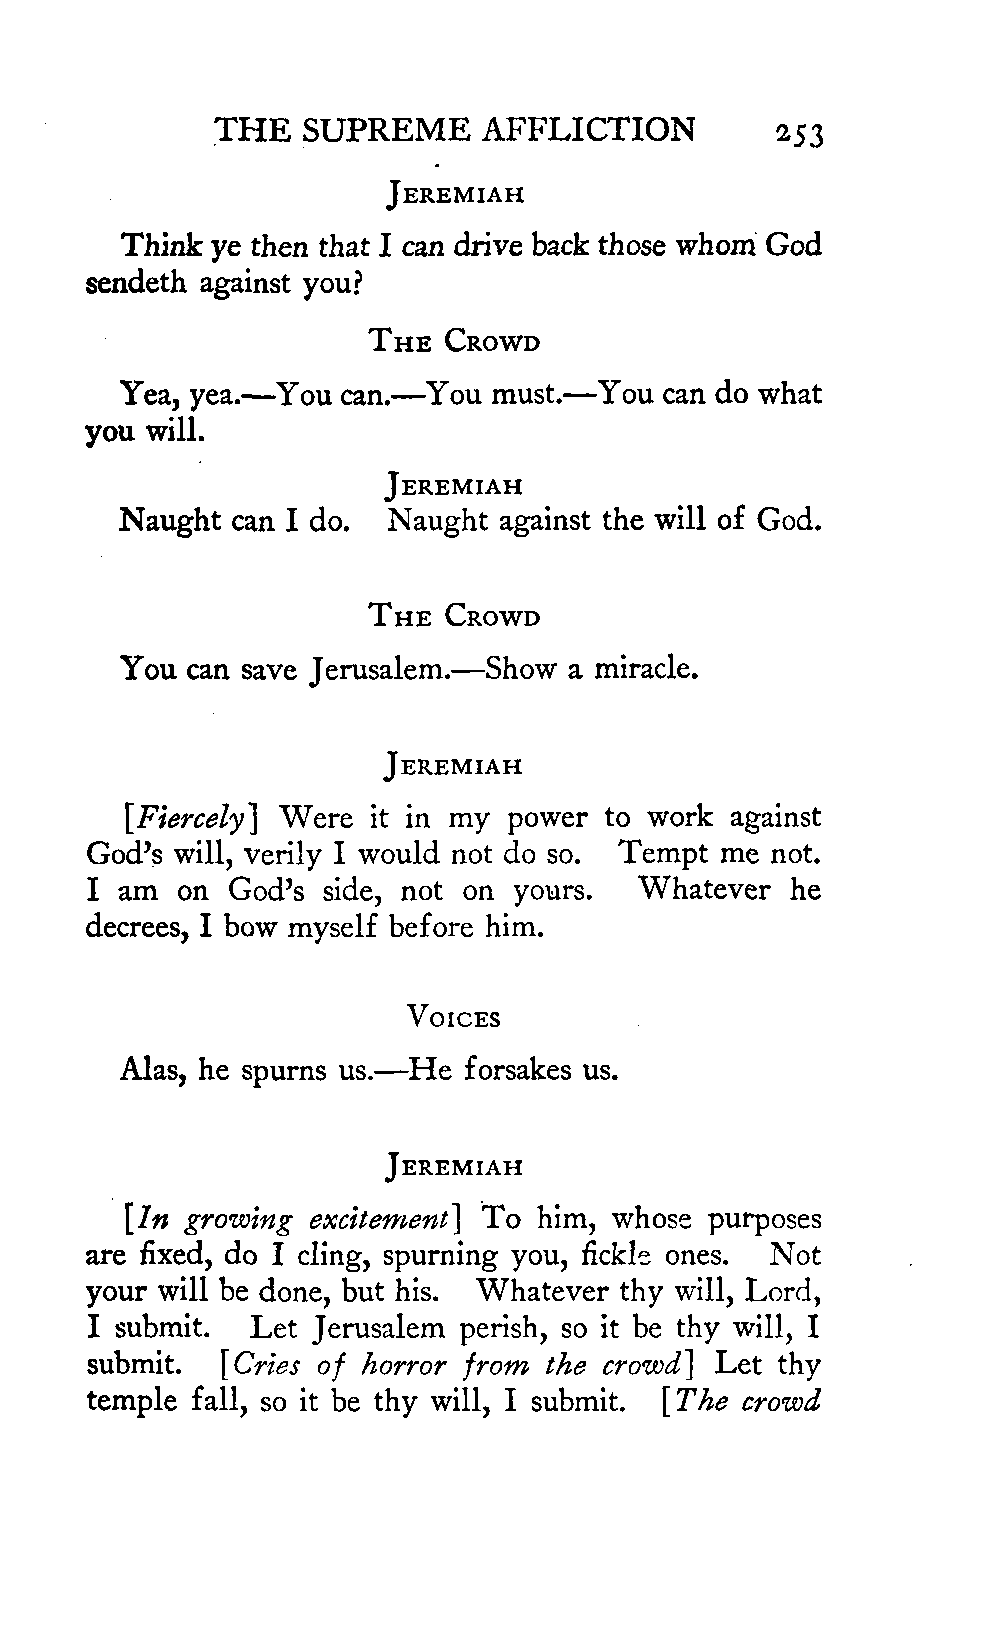 THE SUPREME AFFLICTION 253
JEREMIAH
Think ye then that I can drive back those whom God
sendeth against you?
THE CROWD
Yea, yea.—You can.—You must.—You can do what
you will.
JEREMIAH
Naught can I do. Naught against the will of God.
THE CROWD
You can save Jerusalem.—Show a miracle.
JEREMIAH
[Fiercely] Were it in my power to work against
God's will, verily I would not do so. Tempt me not.
I am on God's side, not on yours. Whatever he
decrees, I bow myself before him.
VOICES
Alas, he spurns us.—He forsakes us.
JEREMIAH
[In growing excitement] To him, whose purposes
are fixed, do I cling, spurning you, fickle ones. Not
your will be done, but his. Whatever thy will, Lord,
I submit. Let Jerusalem perish, so it be thy will, I
submit. [Cries of horror from the crowd] Let thy
temple fall, so it be thy will, I submit. [The crowd